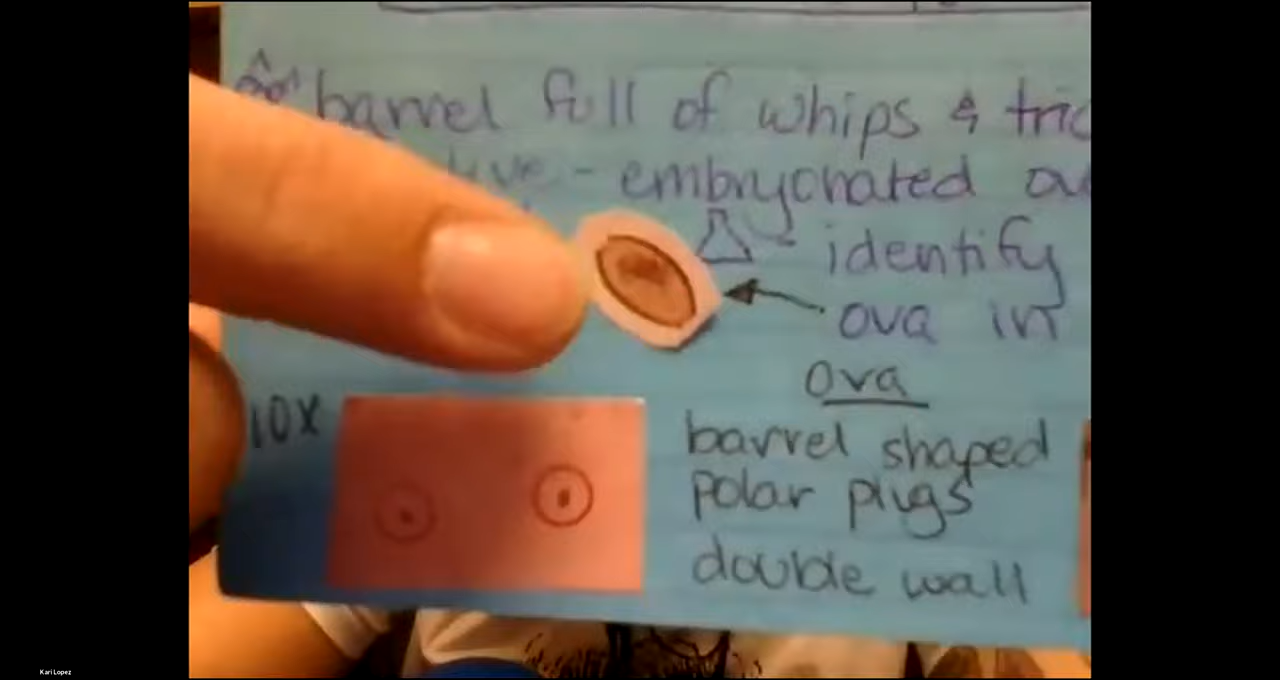 barrel full of whips & tric
- embryonated ov
identify
ova in
Ova
10x
barrel shaped
polar plugs
double wall
Kari Lopez